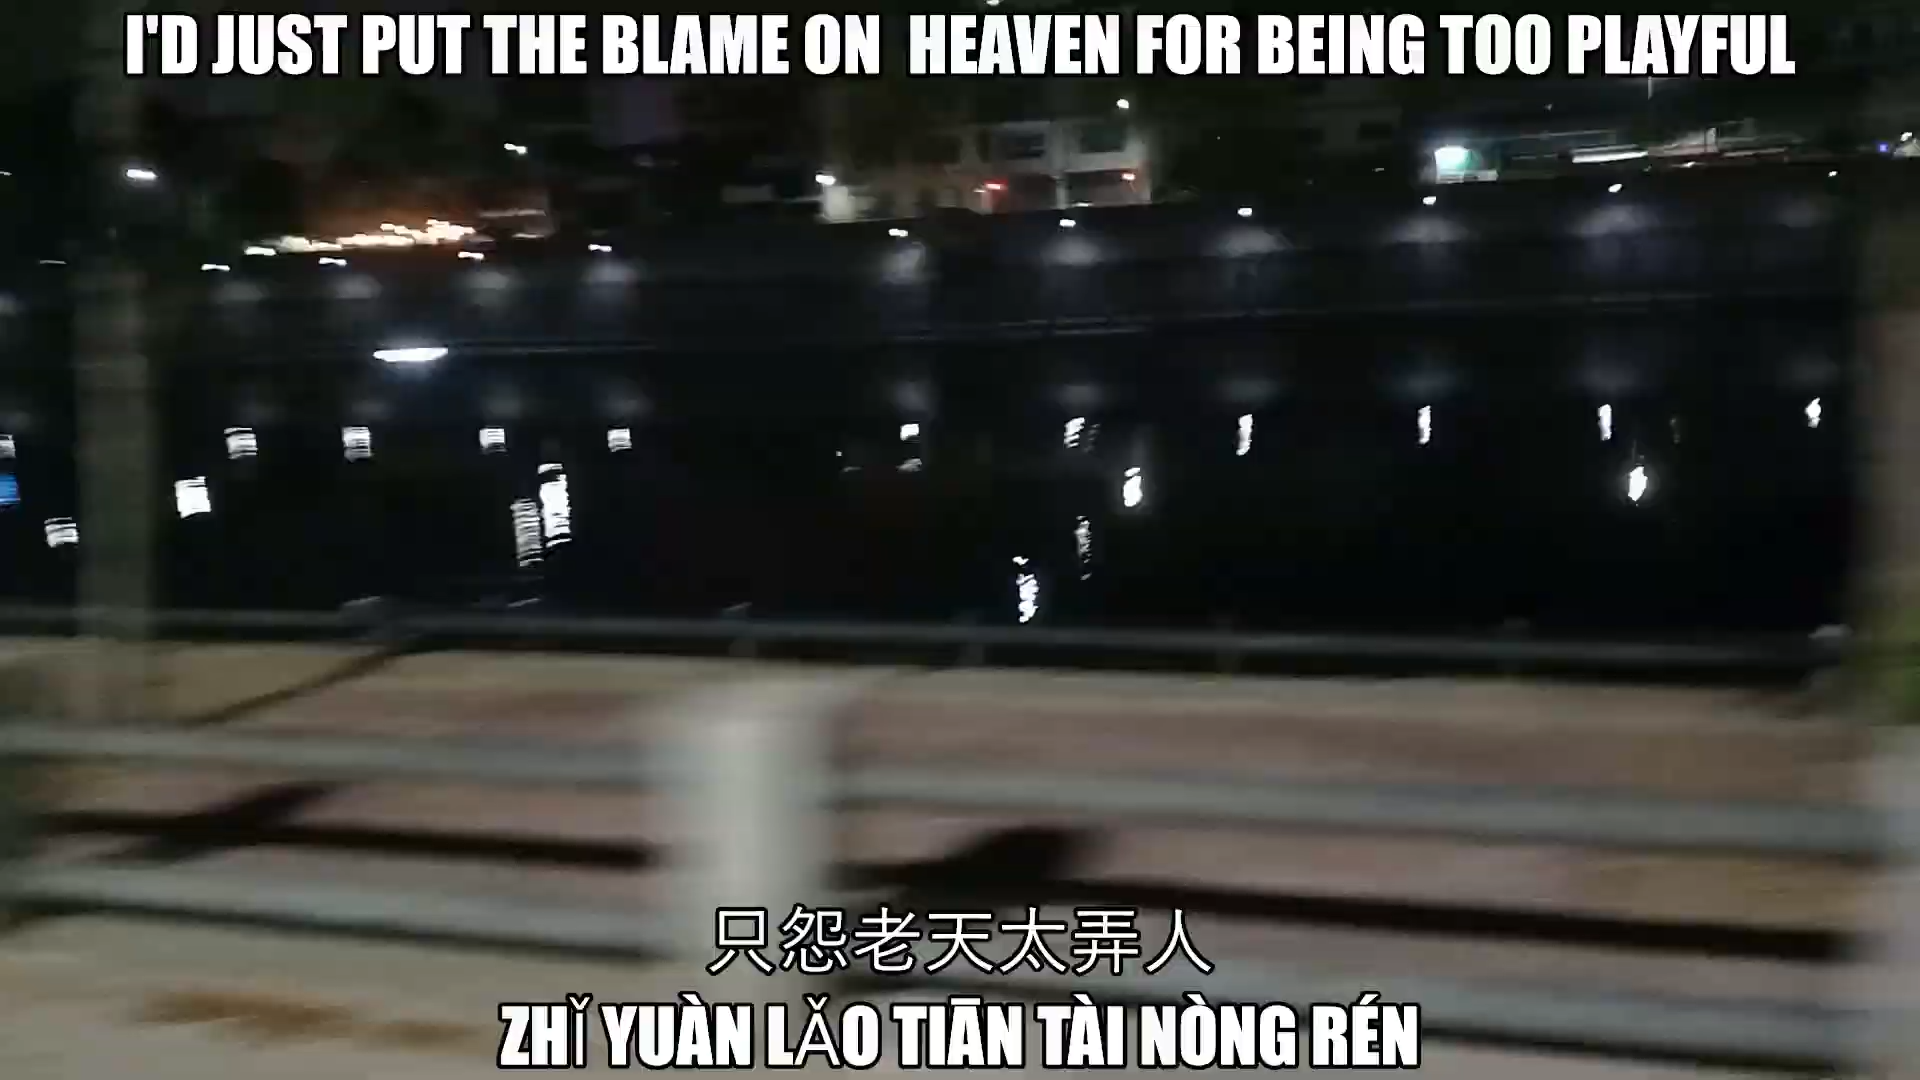 I'D JUST PUT THE BLAME ON HEAVEN FOR BEING TOO PLAYFUL
只怨老天太弄人
ZHǏ YUÀN LǍO TIĀN TÀI NÒNG RÉN